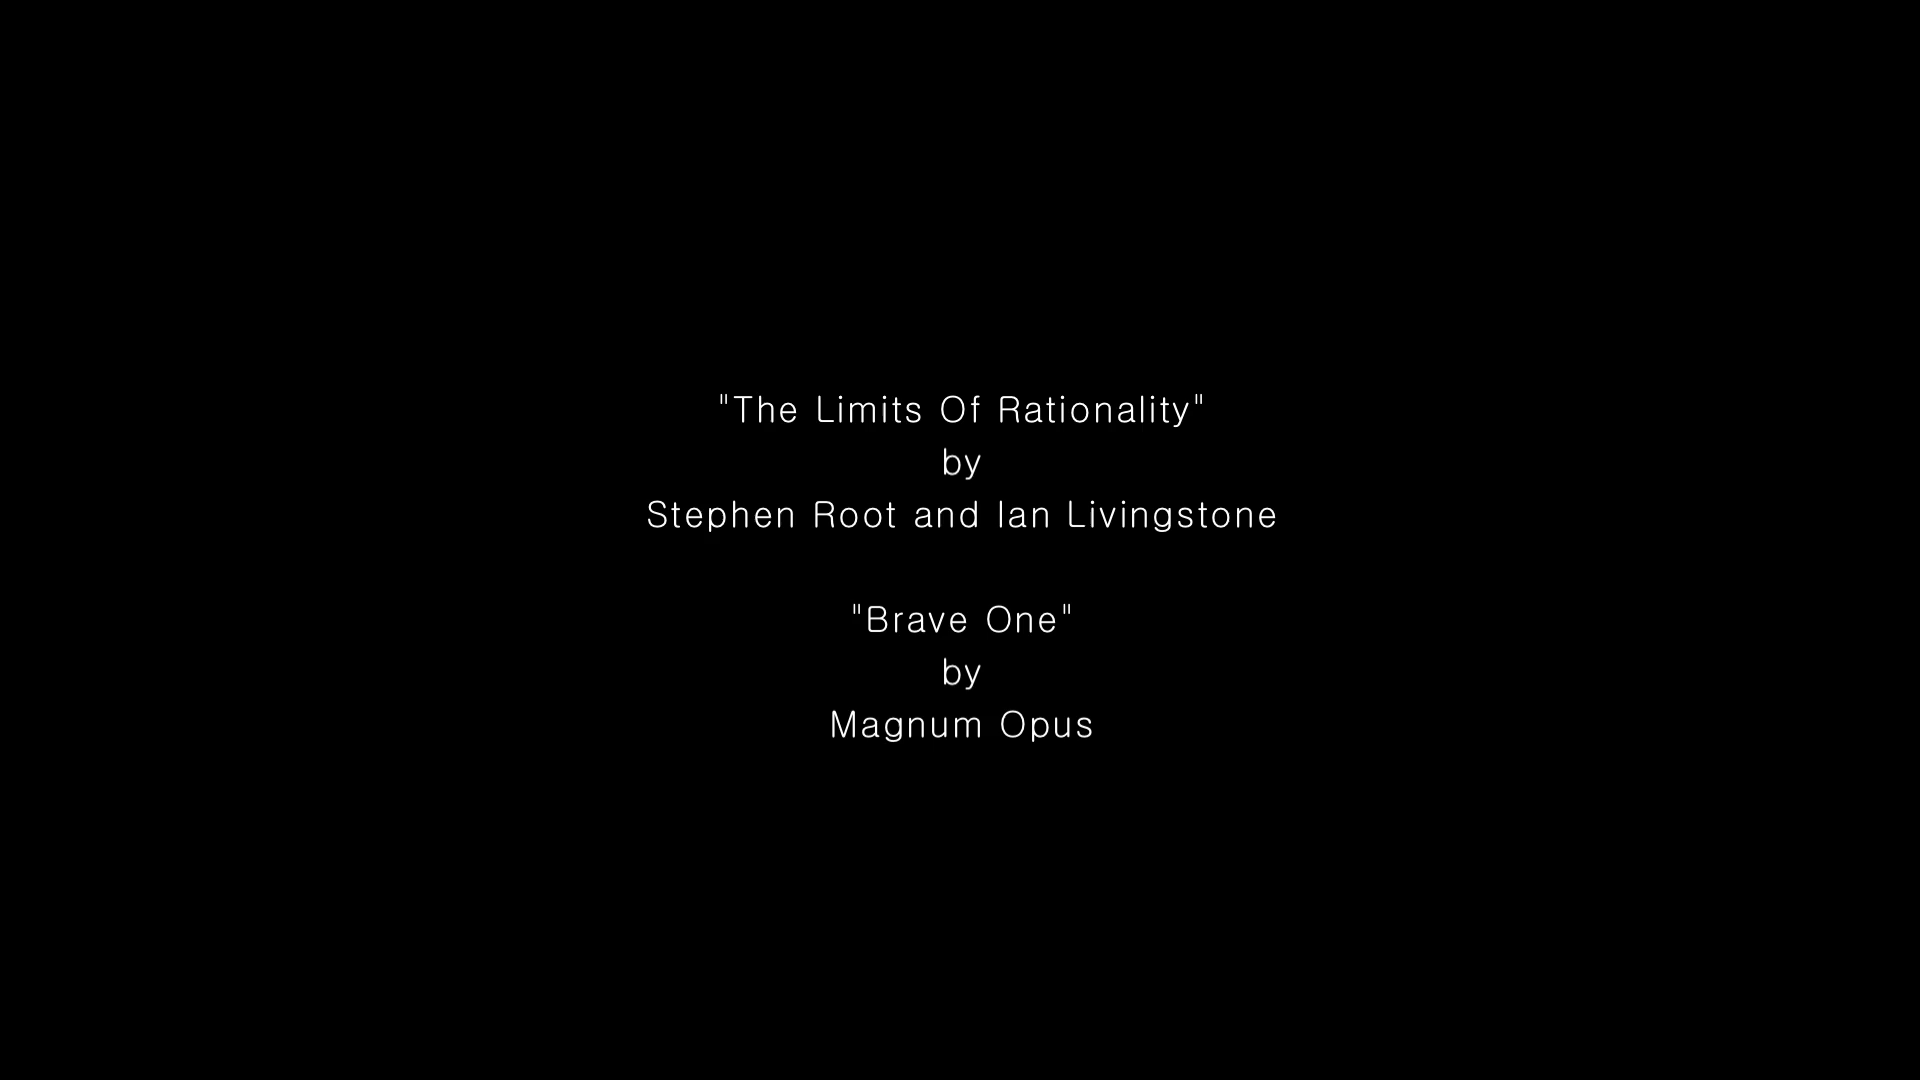 "The Limits Of Rationality"
by
Stephen Root and Ian Livingstone
"Brave One"
by
Magnum Opus